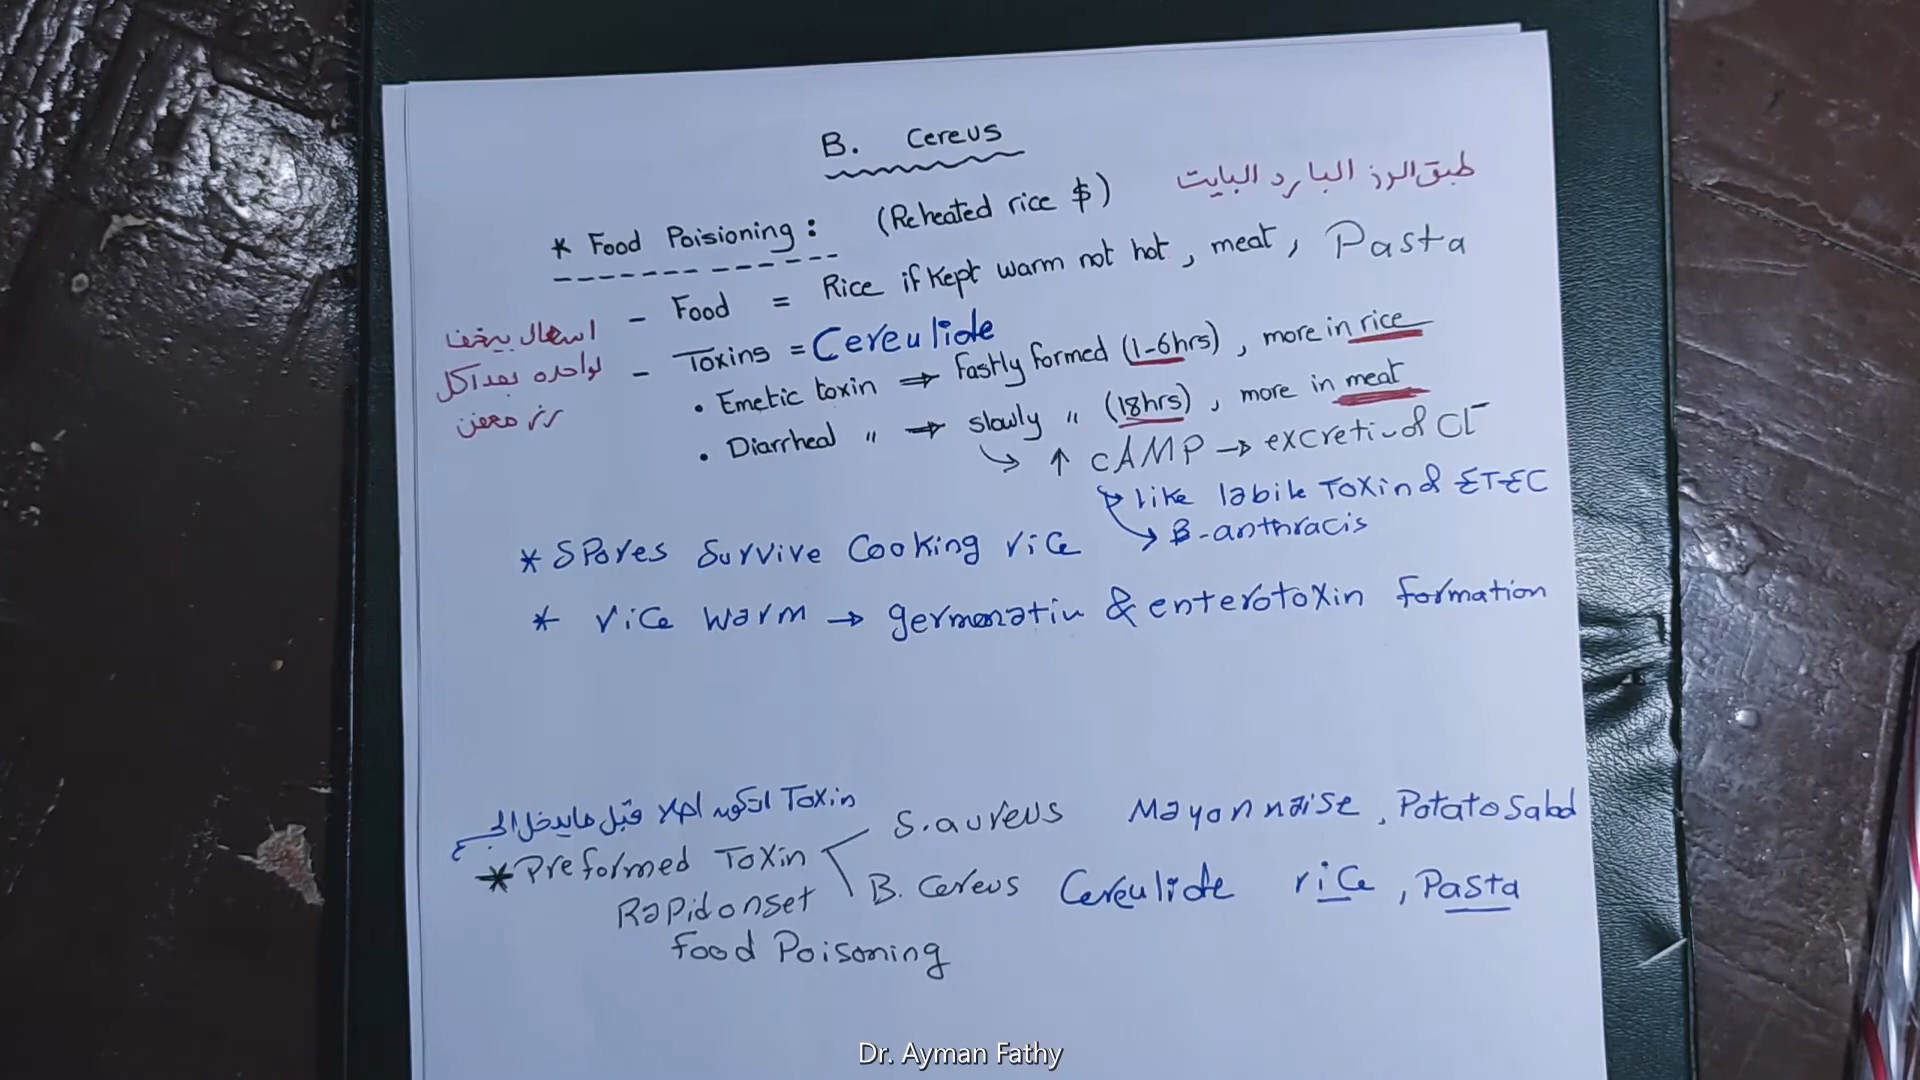 B. Cereus
* Food Poisioning : (Reheated rice $)
طبق الرز البارد البايت
- Food = Rice if Kept warm not hot, meat, Pasta
- Toxins = Cereulide
• Emetic toxin ⇒ Fastly formed (1-6hrs), more in rice
• Diarrheal " ⇒ slowly " (18hrs), more in meat
↑ cAMP → excreti-of Cl-
like labile Toxin of ETEC
→ B-anthracis
اسهال بيخف
لواحده بعد اكل
رز معفن
* Spores Survive Cooking rice
* rice warm → germenatin & enterotoxin Formation
Toxin اتكون اصلا قبل مايدخل
* Preformed Toxin
Rapid onset
Food Poisoning
S. aureus Mayonnaise, Potato Salad
B. Cereus Cereulide rice, Pasta
Dr. Ayman Fathy